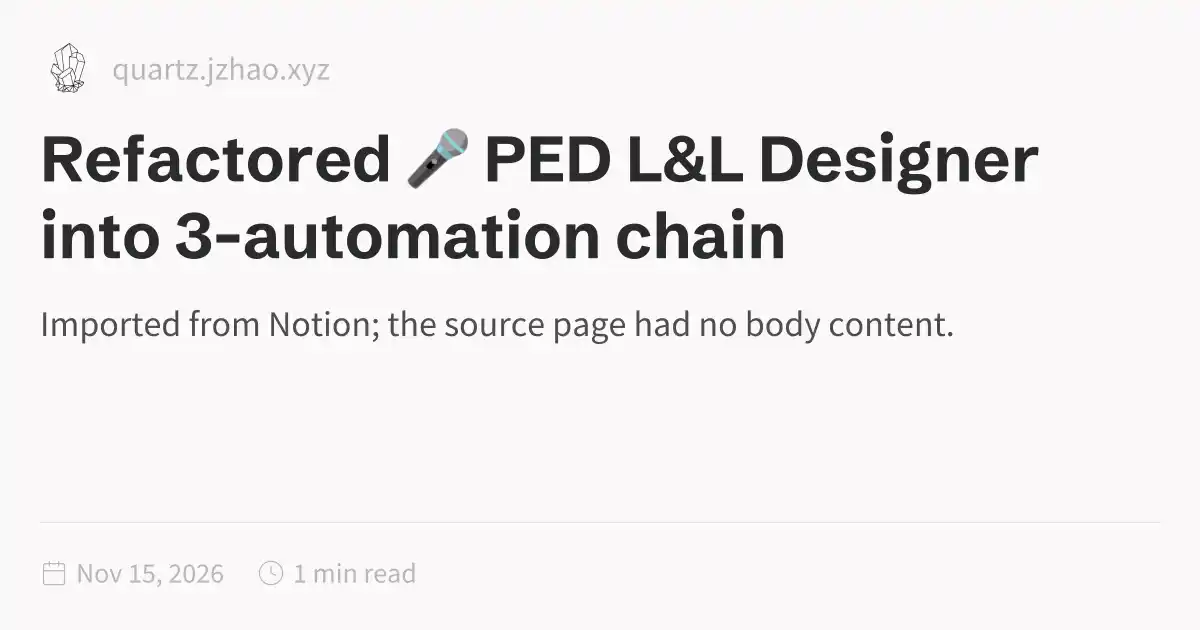 quartz.jzhao.xyz
Refactored 🎤 PED L&L Designer
into 3-automation chain
Imported from Notion; the source page had no body content.
Nov 15, 2026 1 min read